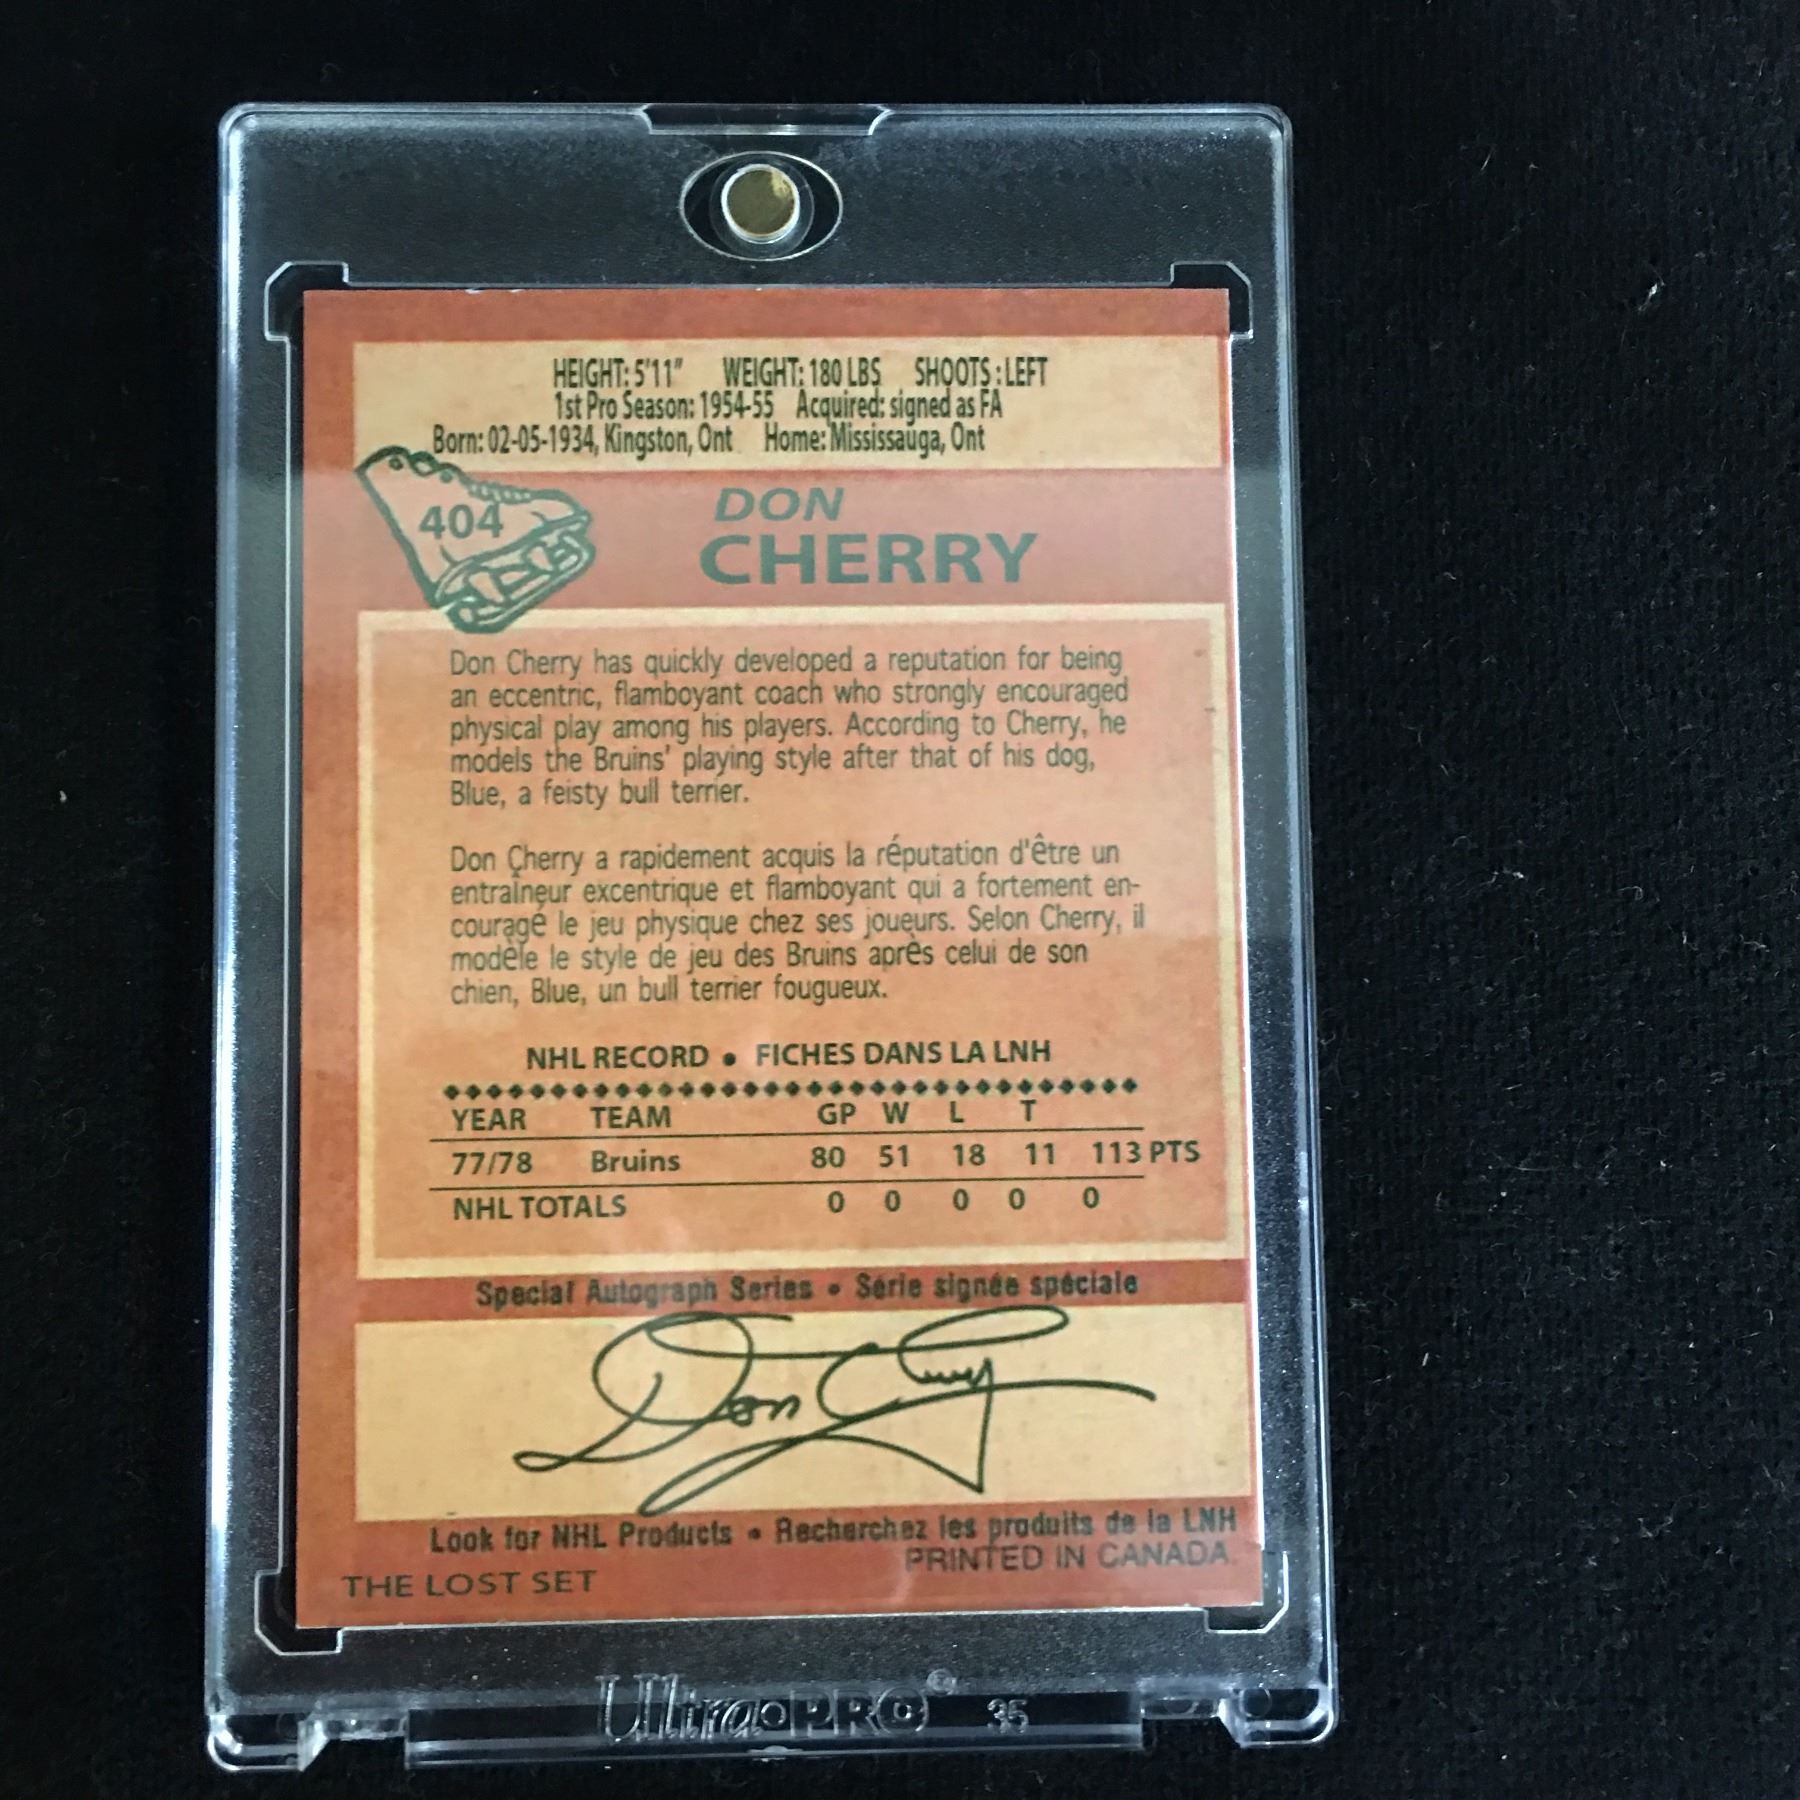 HEIGHT: 5'11" WEIGHT: 180 LBS SHOOTS : LEFT
1st Pro Season: 1954-55 Acquired: signed as FA
Born: 02-05-1934, Kingston, Ont Home: Mississauga, Ont
404
DON
CHERRY
Don Cherry has quickly developed a reputation for being
an eccentric, flamboyant coach who strongly encouraged
physical play among his players. According to Cherry, he
models the Bruins' playing style after that of his dog,
Blue, a feisty bull terrier.
Don Cherry a rapidement acquis la réputation d'être un
entraîneur excentrique et flamboyant qui a fortement en-
couragé le jeu physique chez ses joueurs. Selon Cherry, il
modèle le style de jeu des Bruins après celui de son
chien, Blue, un bull terrier fougueux.
NHL RECORD • FICHES DANS LA LNH
YEAR TEAM GP W L T
77/78 Bruins 80 51 18 11 113 PTS
NHL TOTALS 0 0 0 0 0
Special Autograph Series • Série signée spéciale
Don Cherry
Look for NHL Products • Recherchez les produits de la LNH
PRINTED IN CANADA
THE LOST SET
Ultra•PRO® 35